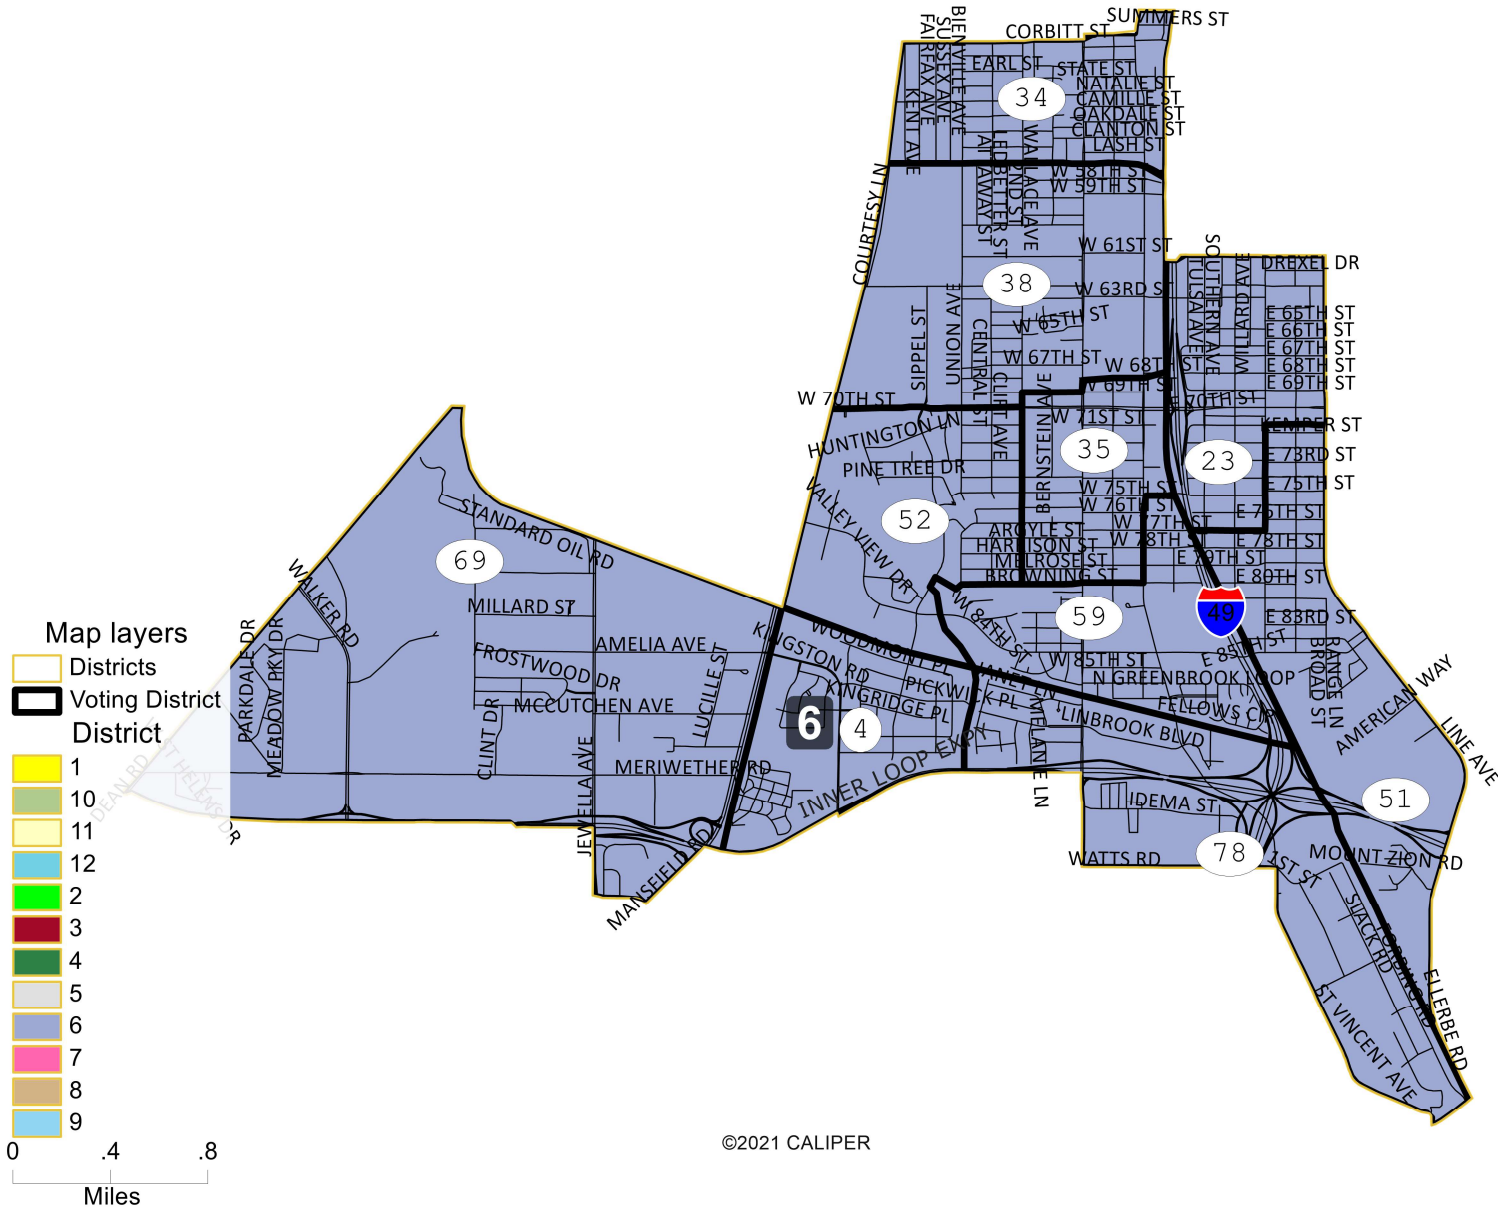 SUMMERS ST
CORBITT ST
BIENVILLE AVE
SUSSEX AVE
FAIRFAX AVE
KENT AVE
EARL ST
STATE ST
NATALIE ST
CAMILLE ST
OAKDALE ST
CLANTON ST
LASH ST
34
W 58TH ST
W 59TH ST
LEDBETTER ST
WALLACE AVE
2ND ST
COURTESY LN
W 61ST ST
38
W 63RD ST
W 65TH ST
W 67TH ST
W 68TH ST
W 69TH ST
SIPPEL ST
UNION AVE
CENTRAL ST
CLIFT AVE
SOUTHERN AVE
TULSA AVE
WILLARD AVE
DREXEL DR
E 65TH ST
E 66TH ST
E 67TH ST
E 68TH ST
E 69TH ST
E 70TH ST
KEMPER ST
E 73RD ST
E 75TH ST
E 76TH ST
E 78TH ST
E 79TH ST
E 80TH ST
E 83RD ST
E 85TH ST
W 70TH ST
HUNTINGTON LN
PINE TREE DR
VALLEY VIEW DR
BERNSTEIN AVE
W 71ST ST
35
23
W 75TH ST
W 76TH ST
W 77TH ST
W 78TH ST
52
ARGYLE ST
HARRISON ST
MELROSE ST
BROWNING ST
69
STANDARD OIL RD
WALKER RD
MILLARD ST
AMELIA AVE
FROSTWOOD DR
MCCUTCHEN AVE
LUCILLE ST
CLINT DR
MERIWETHER RD
JEWELLA AVE
MANSFIELD RD
PARKDALE DR
MEADOW PKY DR
DEAN RD
ST HELENS DR
KINGSTON RD
WOODMONT PL
KINGRIDGE PL
PICKWICK PL
JANET LN
W 84TH ST
W 85TH ST
59
49
N GREENBROOK LOOP
FELLOWS CIR
LINBROOK BLVD
MELANIE LN
6
4
INNER LOOP EXPY
BROAD ST
RANGE LN
AMERICAN WAY
LINE AVE
51
IDEMA ST
78
WATTS RD
1ST ST
MOUNT ZION RD
SLACK RD
ELLERBE RD
ST VINCENT AVE
Map layers
Districts
Voting District
District
1
10
11
12
2
3
4
5
6
7
8
9
0 .4 .8
Miles
©2021 CALIPER